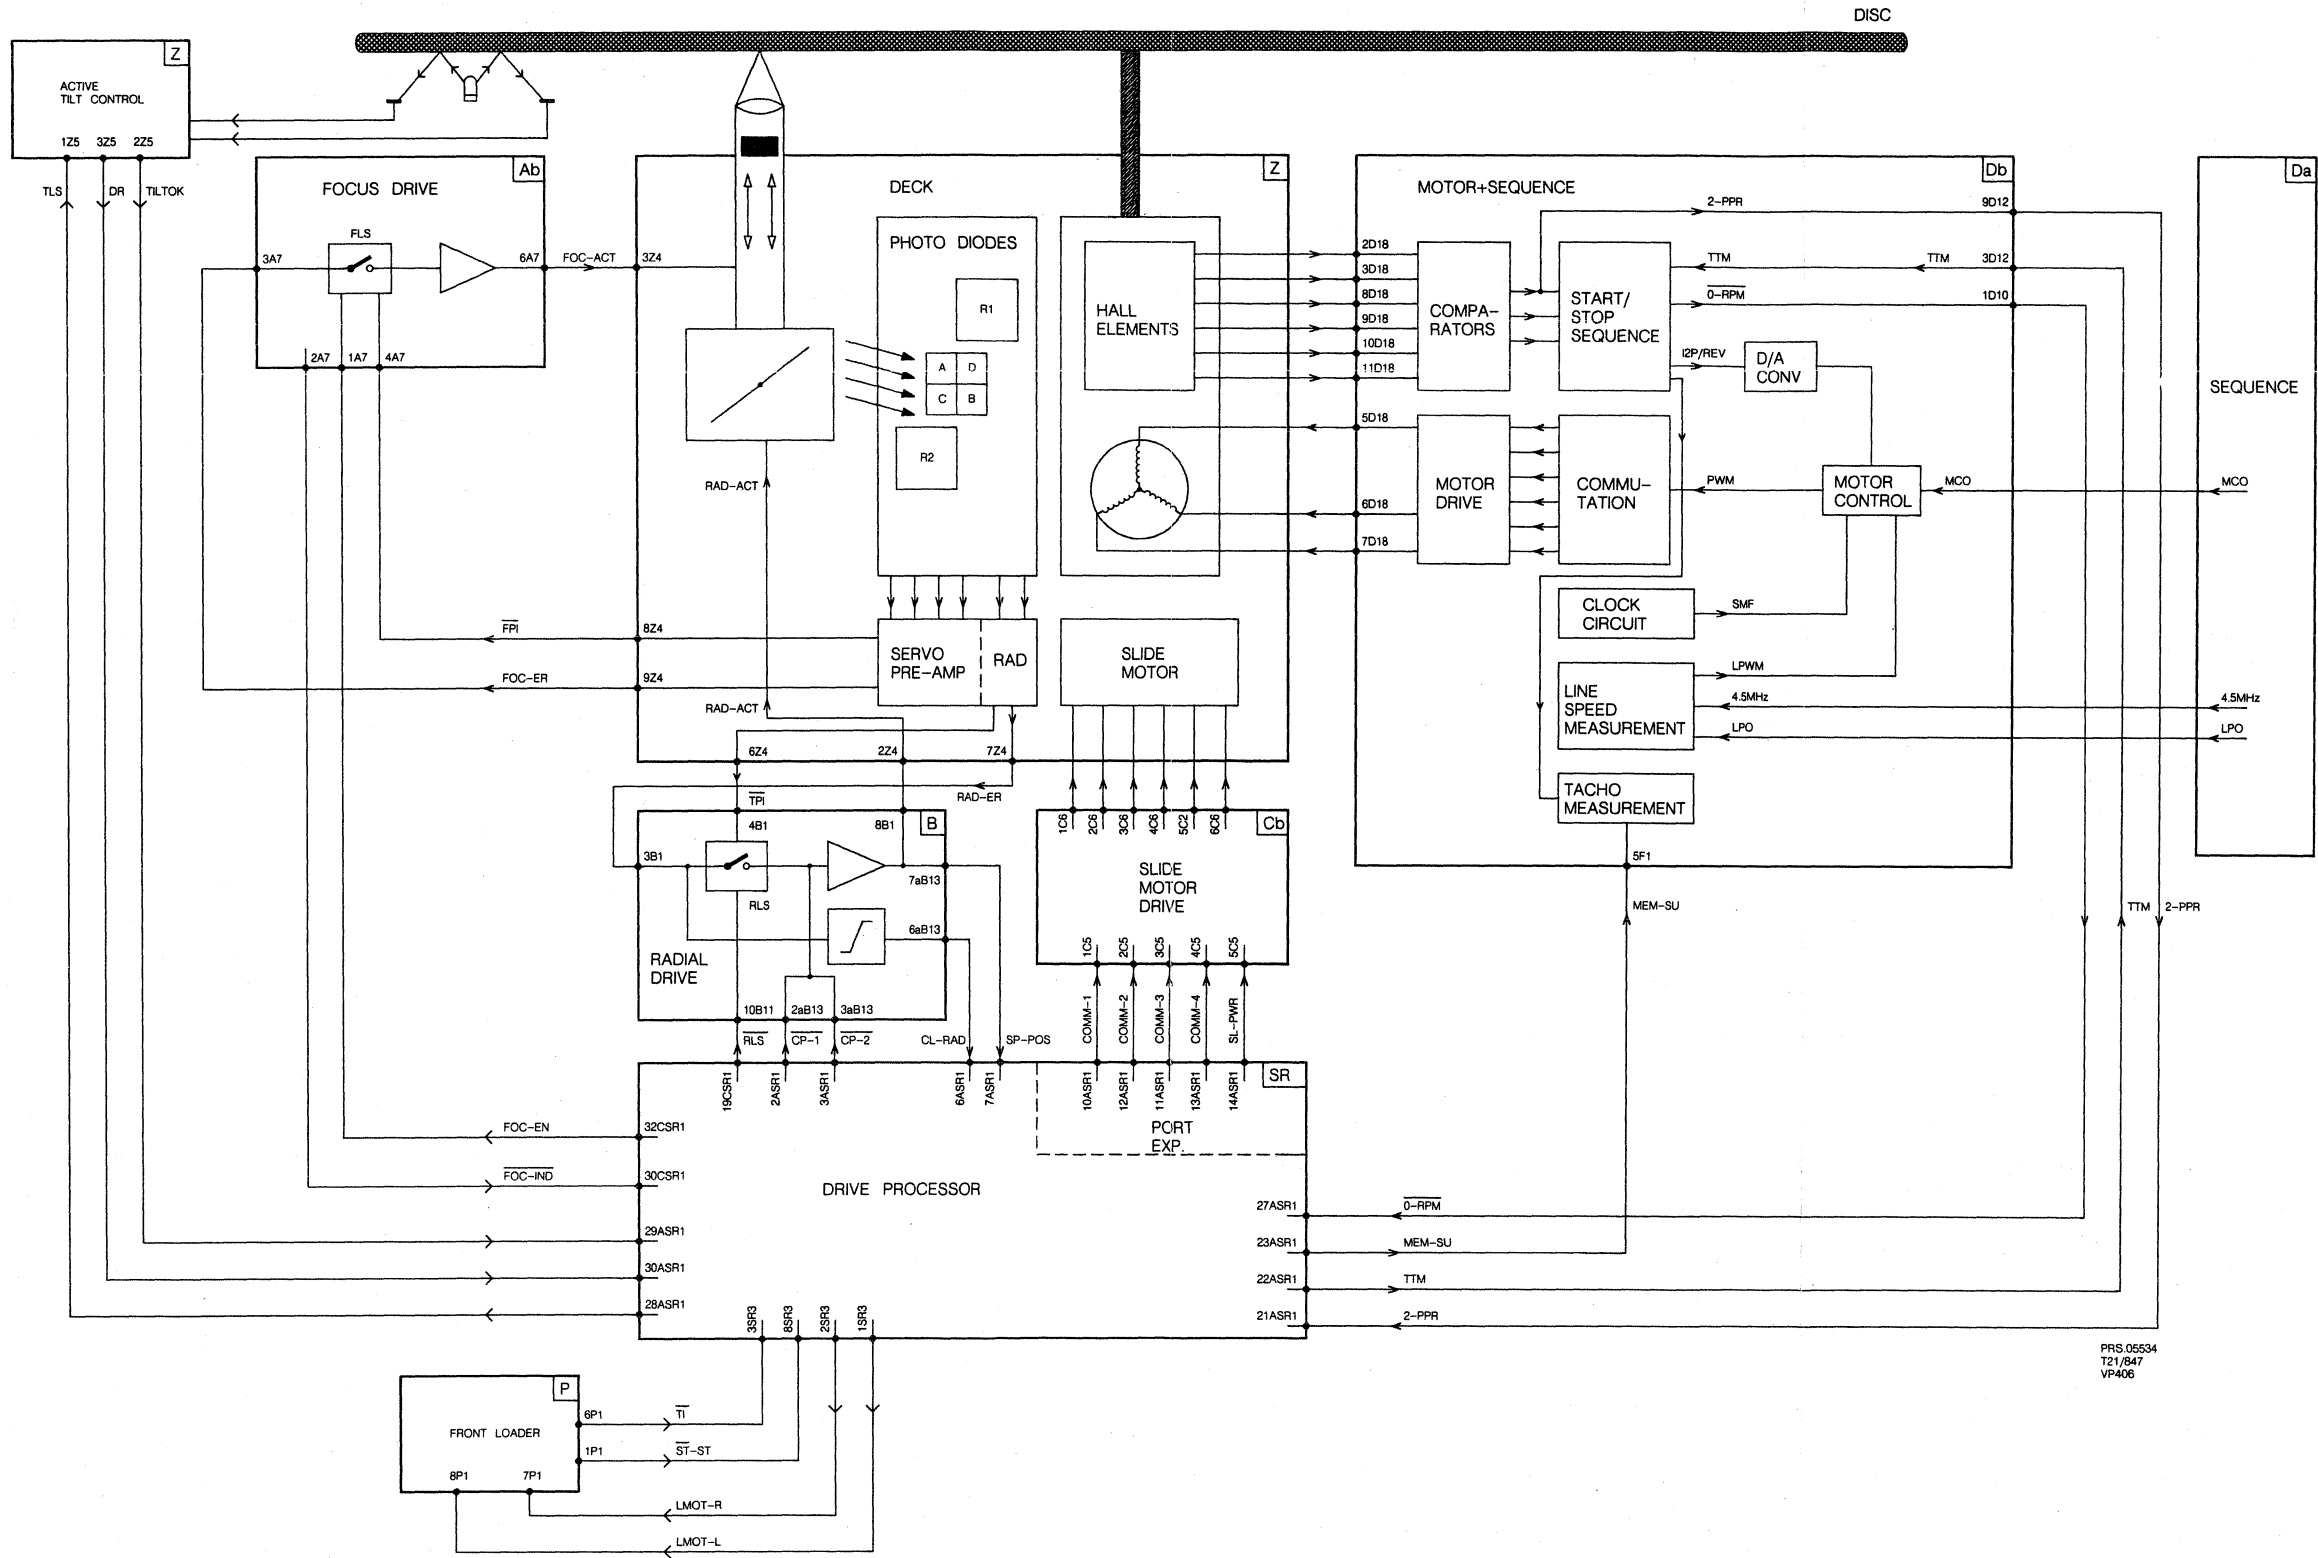 DISC
Z
ACTIVE
TILT CONTROL
1Z5 3Z5 2Z5
TLS DR TILTOK
Ab
FOCUS DRIVE
FLS
3A7
6A7
2A7 1A7 4A7
FOC-ACT
Z
DECK
3Z4
PHOTO DIODES
R1
A D
C B
R2
RAD-ACT
HALL
ELEMENTS
FPI
8Z4
FOC-ER
9Z4
SERVO
PRE-AMP
RAD
SLIDE
MOTOR
RAD-ACT
6Z4
2Z4
7Z4
Db
MOTOR+SEQUENCE
2D18
3D18
8D18
9D18
10D18
11D18
COMPA-
RATORS
START/
STOP
SEQUENCE
2-PPR
9D12
TTM
TTM
3D12
0-RPM
1D10
I2P/REV
D/A
CONV
5D18
6D18
7D18
MOTOR
DRIVE
COMMU-
TATION
PWM
MOTOR
CONTROL
MCO
CLOCK
CIRCUIT
SMF
LINE
SPEED
MEASUREMENT
LPWM
4.5MHz
LPO
TACHO
MEASUREMENT
5F1
Da
SEQUENCE
MCO
4.5MHz
LPO
RAD-ER
TPI
B
4B1
8B1
3B1
RLS
7aB13
6aB13
RADIAL
DRIVE
10B11 2aB13 3aB13
RLS CP-1 CP-2
CL-RAD
SP-POS
Cb
1C6 2C6 3C6 4C6 5C2 6C6
SLIDE
MOTOR
DRIVE
1C5 2C5 3C5 4C5 5C5
COMM-1 COMM-2 COMM-3 COMM-4 SL-PWR
MEM-SU
TTM
2-PPR
SR
19CSR1 2ASR1 3ASR1 6ASR1 7ASR1 10ASR1 12ASR1 11ASR1 13ASR1 14ASR1
PORT
EXP.
FOC-EN
32CSR1
FOC-IND
30CSR1
DRIVE PROCESSOR
29ASR1
30ASR1
28ASR1
27ASR1
0-RPM
23ASR1
MEM-SU
22ASR1
TTM
21ASR1
2-PPR
3SR3 8SR3 2SR3 1SR3
P
FRONT LOADER
6P1
TI
1P1
ST-ST
8P1
7P1
LMOT-R
LMOT-L
PRS.05534
T21/847
VP406